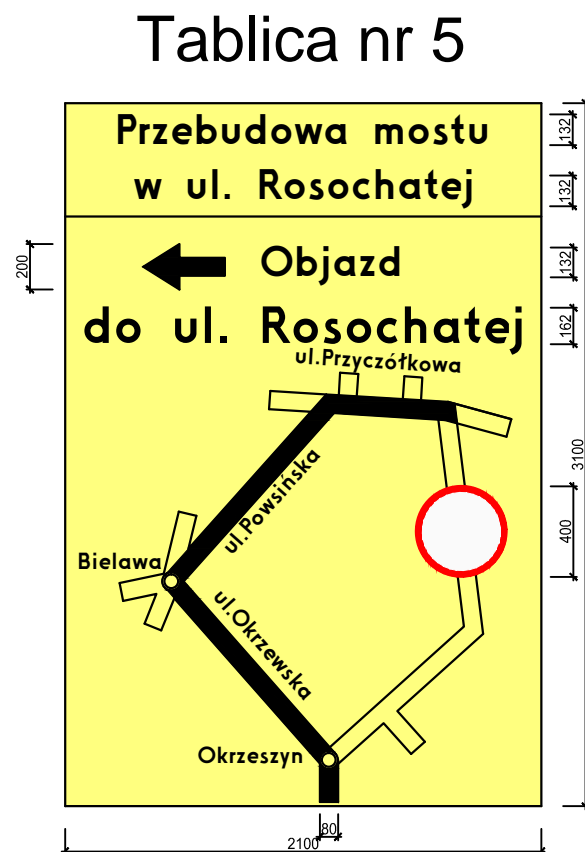 Tablica nr 5
Przebudowa mostu
w ul. Rosochatej
Objazd
do ul. Rosochatej
ul.Przyczółkowa
ul.Powsińska
Bielawa
ul.Okrzewska
Okrzeszyn
132
132
200
132
162
3100
400
80
2100